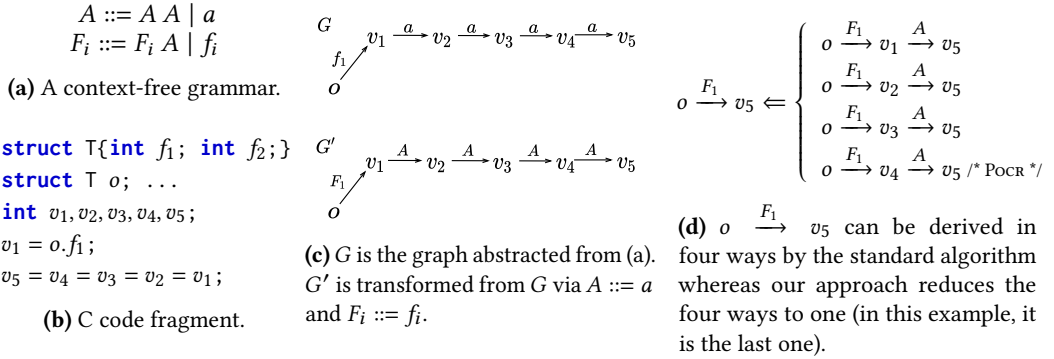 A ::= A A | a
F_i ::= F_i A | f_i
(a) A context-free grammar.
struct T{int f_1; int f_2;}
struct T o; ...
int v_1, v_2, v_3, v_4, v_5;
v_1 = o.f_1;
v_5 = v_4 = v_3 = v_2 = v_1;
(b) C code fragment.
G
v_1 a v_2 a v_3 a v_4 a v_5
f_1
o
G′
v_1 A v_2 A v_3 A v_4 A v_5
F_1
o
(c) G is the graph abstracted from (a).
G′ is transformed from G via A ::= a
and F_i ::= f_i.
o F_1 → v_1 A → v_5
o F_1 → v_2 A → v_5
o F_1 → v_5 ⇐ {
o F_1 → v_3 A → v_5
o F_1 → v_4 A → v_5 /* POCR */
(d) o F_1 → v_5 can be derived in
four ways by the standard algorithm
whereas our approach reduces the
four ways to one (in this example, it
is the last one).